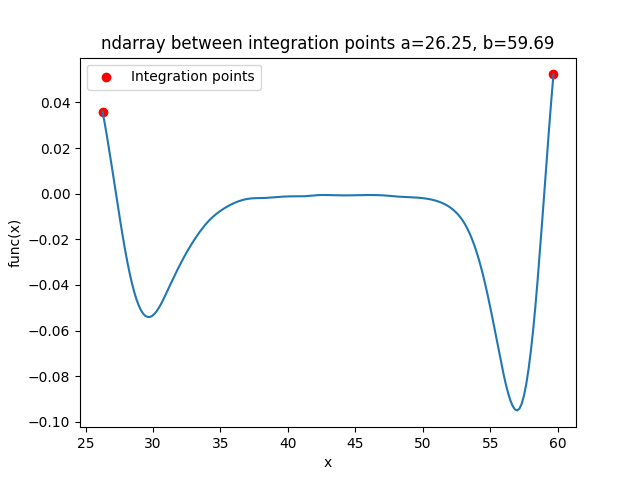 ndarray between integration points a=26.25, b=59.69
Integration points
0.04
0.02
0.00
−0.02
−0.04
−0.06
−0.08
−0.10
func(x)
25 30 35 40 45 50 55 60
x